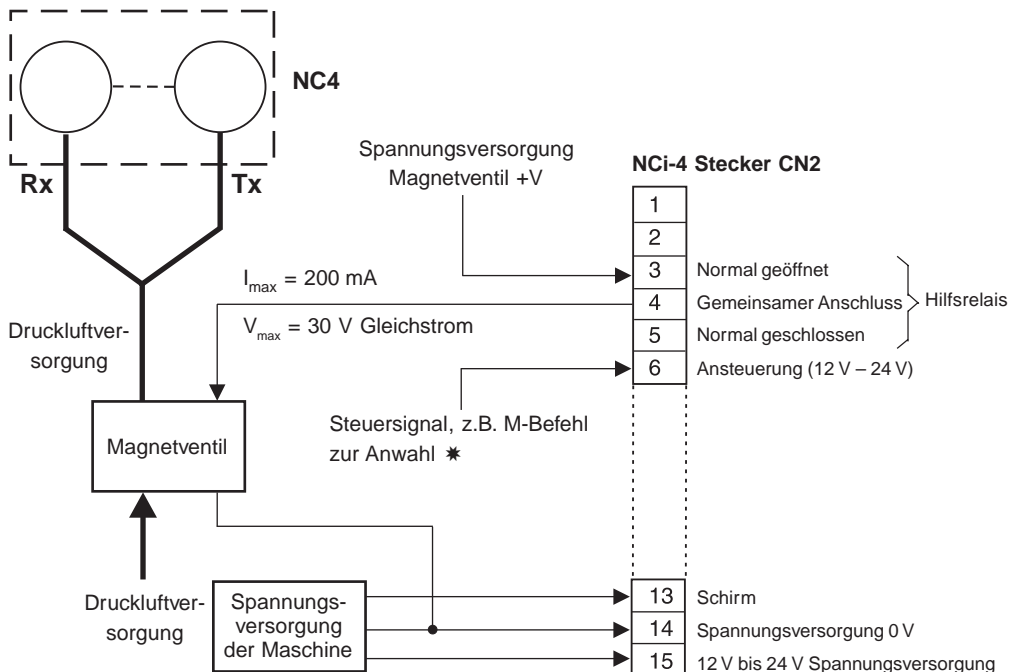 NC4
Rx
Tx
Spannungsversorgung
Magnetventil +V
NCi-4 Stecker CN2
1
2
3 Normal geöffnet
4 Gemeinsamer Anschluss
5 Normal geschlossen
Hilfsrelais
6 Ansteuerung (12 V – 24 V)
Imax = 200 mA
Vmax = 30 V Gleichstrom
Druckluftver-
sorgung
Magnetventil
Steuersignal, z.B. M-Befehl
zur Anwahl ✷
Druckluftver-
sorgung
Spannungs-
versorgung
der Maschine
13 Schirm
14 Spannungsversorgung 0 V
15 12 V bis 24 V Spannungsversorgung